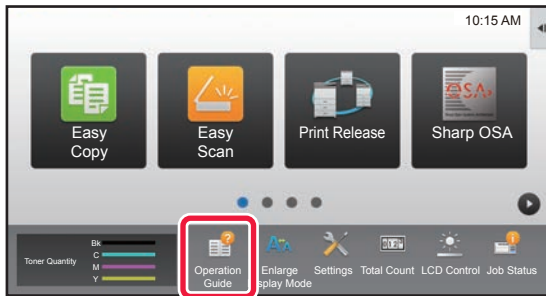 10:15 AM
Easy
Copy
Easy
Scan
Print Release
OSA
Sharp OSA
Toner Quantity
Bk
C
M
Y
Operation
Guide
Enlarge
splay Mode
Settings
Total Count
LCD Control
Job Status